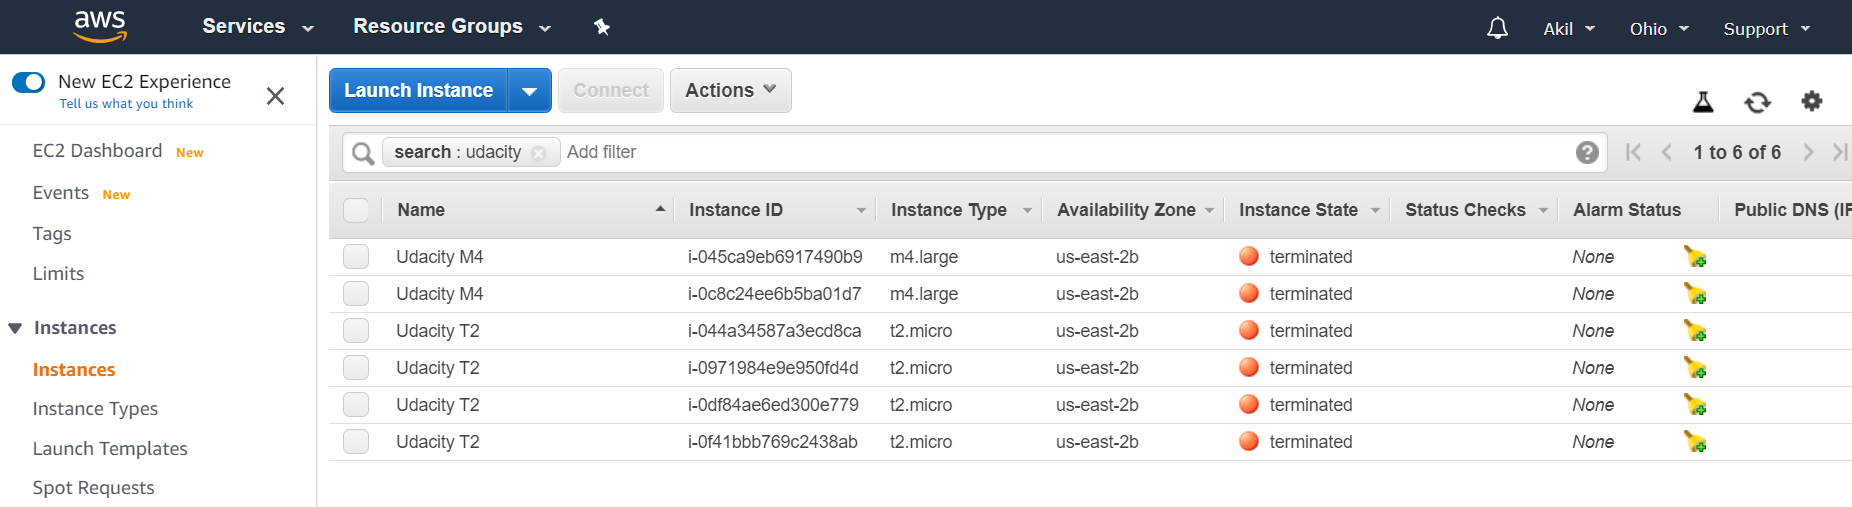 aws Services Resource Groups Akil Ohio Support
New EC2 Experience
Tell us what you think
Launch Instance Connect Actions
search : udacity Add filter 1 to 6 of 6
EC2 Dashboard New
Events New
Tags
Limits
Instances
Instances
Instance Types
Launch Templates
Spot Requests
Name Instance ID Instance Type Availability Zone Instance State Status Checks Alarm Status Public DNS (IP
Udacity M4 i-045ca9eb6917490b9 m4.large us-east-2b terminated None
Udacity M4 i-0c8c24ee6b5ba01d7 m4.large us-east-2b terminated None
Udacity T2 i-044a34587a3ecd8ca t2.micro us-east-2b terminated None
Udacity T2 i-0971984e9e950fd4d t2.micro us-east-2b terminated None
Udacity T2 i-0df84ae6ed300e779 t2.micro us-east-2b terminated None
Udacity T2 i-0f41bbb769c2438ab t2.micro us-east-2b terminated None